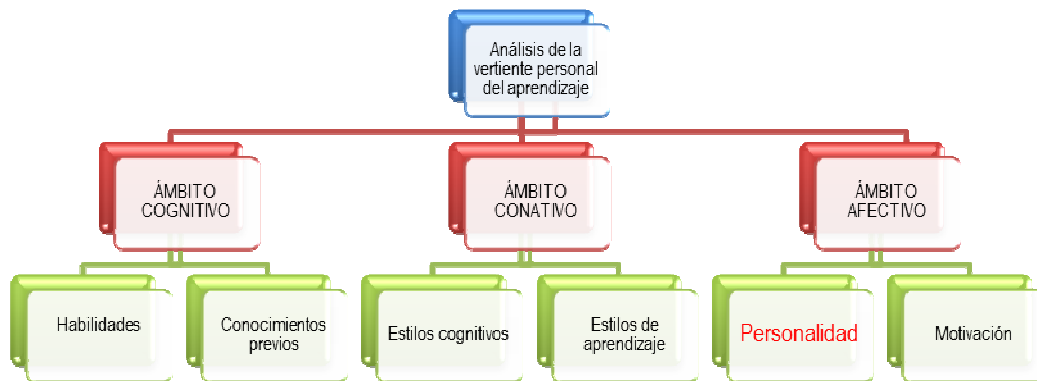 Análisis de la
vertiente personal
del aprendizaje
ÁMBITO
COGNITIVO
ÁMBITO
CONATIVO
ÁMBITO
AFECTIVO
Habilidades
Conocimientos
previos
Estilos cognitivos
Estilos de
aprendizaje
Personalidad
Motivación